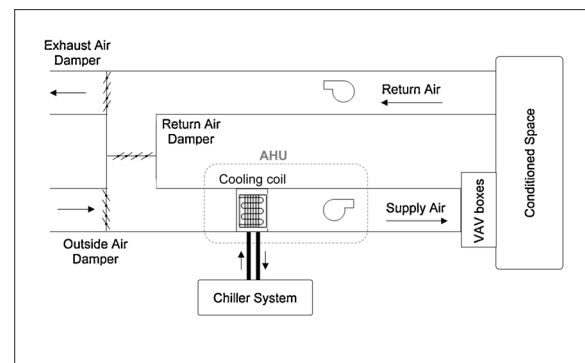 Exhaust Air
Damper
Return Air
Return Air
Damper
AHU
Cooling coil
Supply Air
VAV boxes
Conditioned Space
Outside Air
Damper
Chiller System